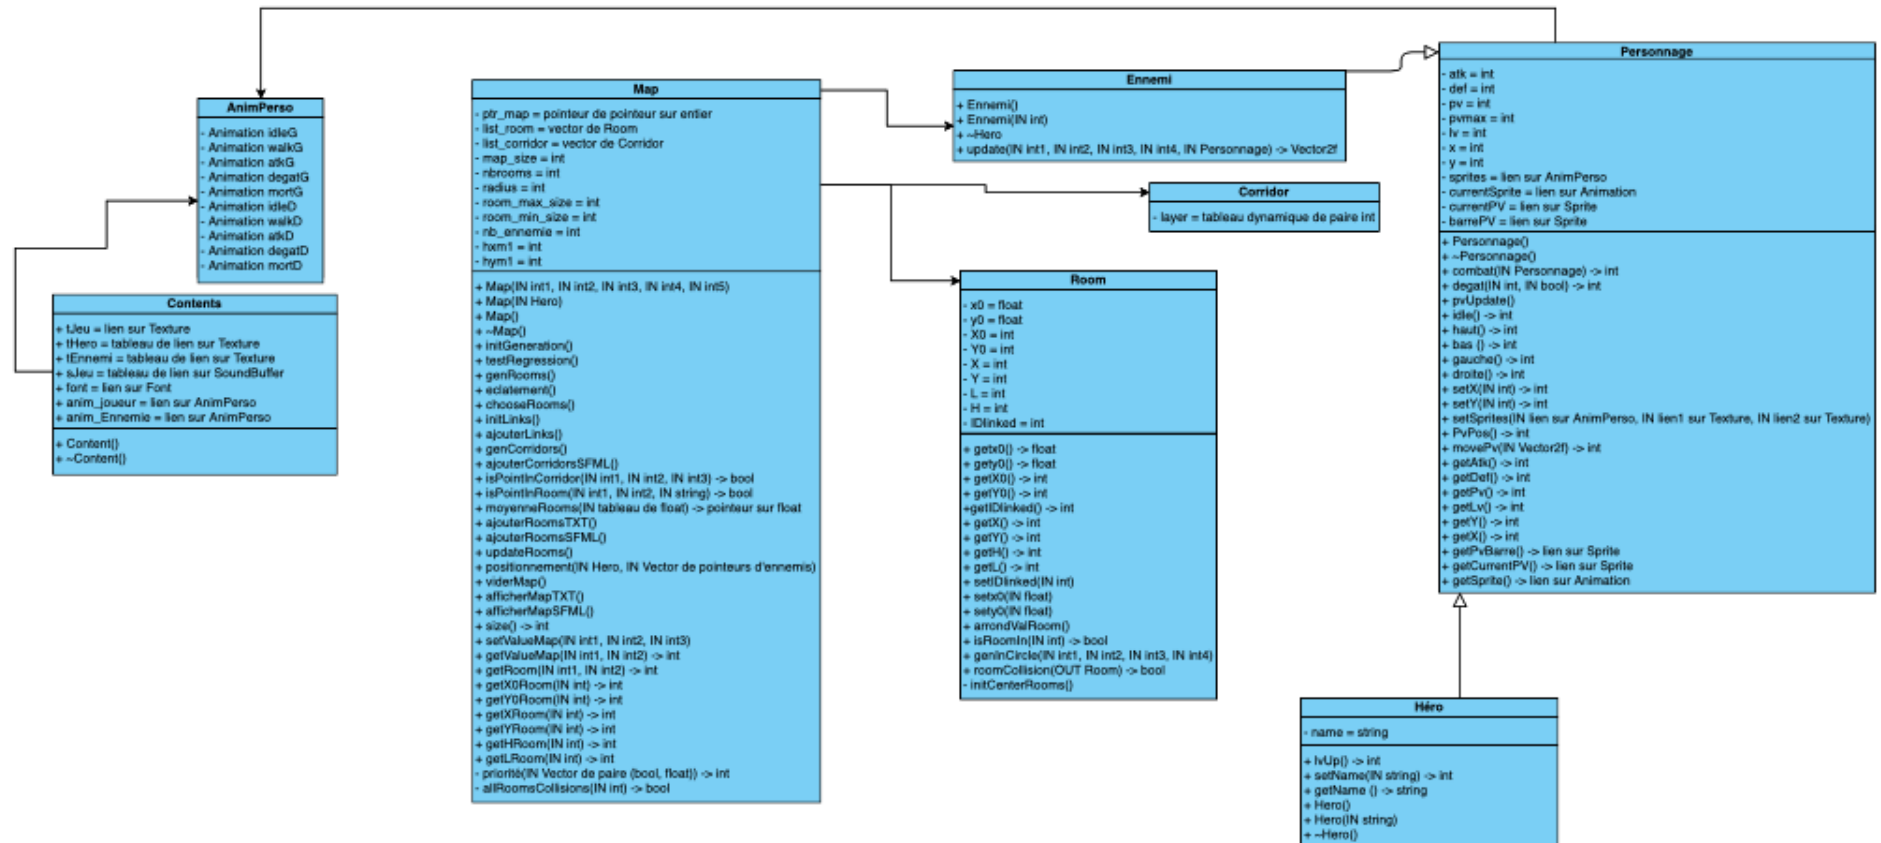 AnimPerso
- Animation idleG
- Animation walkG
- Animation atkG
- Animation degatG
- Animation mortG
- Animation idleD
- Animation walkD
- Animation atkD
- Animation degatD
- Animation mortD
Contents
+ tJeu = lien sur Texture
+ tHero = tableau de lien sur Texture
+ tEnnemi = tableau de lien sur Texture
+ sJeu = tableau de lien sur SoundBuffer
+ font = lien sur Font
+ anim_joueur = lien sur AnimPerso
+ anim_Ennemie = lien sur AnimPerso
+ Content()
+ ~Content()
Map
- ptr_map = pointeur de pointeur sur entier
- list_room = vector de Room
- list_corridor = vector de Corridor
- map_size = int
- nbrooms = int
- radius = int
- room_max_size = int
- room_min_size = int
- nb_ennemie = int
- hxm1 = int
- hym1 = int
+ Map(IN int1, IN int2, IN int3, IN int4, IN int5)
+ Map(IN Hero)
+ Map()
+ ~Map()
+ initGeneration()
+ testRegression()
+ genRooms()
+ eclatement()
+ chooseRooms()
+ initLinks()
+ ajouterLinks()
+ genCorridors()
+ ajouterCorridorsSFML()
+ isPointInCorridor(IN int1, IN int2, IN int3) -> bool
+ isPointInRoom(IN int1, IN int2, IN string) -> bool
+ moyenneRooms(IN tableau de float) -> pointeur sur float
+ ajouterRoomsTXT()
+ ajouterRoomsSFML()
+ updateRooms()
+ positionnement(IN Hero, IN Vector de pointeurs d'ennemis)
+ viderMap()
+ afficherMapTXT()
+ afficherMapSFML()
+ size() -> int
+ setValueMap(IN int1, IN int2, IN int3)
+ getValueMap(IN int1, IN int2) -> int
+ getRoom(IN int1, IN int2) -> int
+ getX0Room(IN int) -> int
+ getY0Room(IN int) -> int
+ getXRoom(IN int) -> int
+ getYRoom(IN int) -> int
+ getHRoom(IN int) -> int
+ getLRoom(IN int) -> int
- priorité(IN Vector de paire (bool, float)) -> int
- allRoomsCollisions(IN int) -> bool
Ennemi
+ Ennemi()
+ Ennemi(IN int)
+ ~Hero
+ update(IN int1, IN int2, IN int3, IN int4, IN Personnage) -> Vector2f
Corridor
- layer = tableau dynamique de paire int
Room
- x0 = float
- y0 = float
- X0 = int
- Y0 = int
- X = int
- Y = int
- L = int
- H = int
- IDlinked = int
+ getx0() -> float
+ gety0() -> float
+ getX0() -> int
+ getY0() -> int
+getIDlinked() -> int
+ getX() -> int
+ getY() -> int
+ getH() -> int
+ getL() -> int
+ setIDlinked(IN int)
+ setx0(IN float)
+ sety0(IN float)
+ arrondValRoom()
+ isRoomIn(IN int) -> bool
+ genInCircle(IN int1, IN int2, IN int3, IN int4)
+ roomCollision(OUT Room) -> bool
- initCenterRooms()
Personnage
- atk = int
- def = int
- pv = int
- pvmax = int
- lv = int
- x = int
- y = int
- sprites = lien sur AnimPerso
- currentSprite = lien sur Animation
- currentPV = lien sur Sprite
- barrePV = lien sur Sprite
+ Personnage()
+ ~Personnage()
+ combat(IN Personnage) -> int
+ degat(IN int, IN bool) -> int
+ pvUpdate()
+ idle() -> int
+ haut() -> int
+ bas () -> int
+ gauche() -> int
+ droite() -> int
+ setX(IN int) -> int
+ setY(IN int) -> int
+ setSprites(IN lien sur AnimPerso, IN lien1 sur Texture, IN lien2 sur Texture)
+ PvPos() -> int
+ movePv(IN Vector2f) -> int
+ getAtk() -> int
+ getDef() -> int
+ getPv() -> int
+ getLv() -> int
+ getY() -> int
+ getX() -> int
+ getPvBarre() -> lien sur Sprite
+ getCurrentPV() -> lien sur Sprite
+ getSprite() -> lien sur Animation
Héro
- name = string
+ lvUp() -> int
+ setName(IN string) -> int
+ getName () -> string
+ Hero()
+ Hero(IN string)
+ ~Hero()